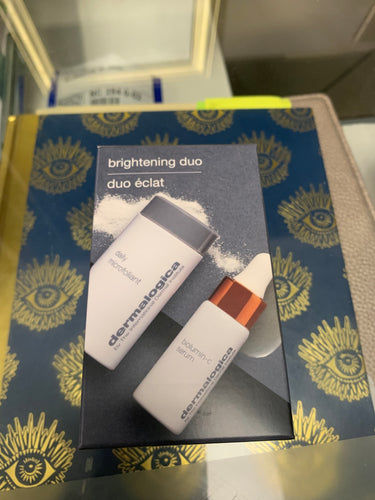 brightening duo
duo éclat
daily
microfoliant
dermalogica
biolumin-c
serum
dermalogica